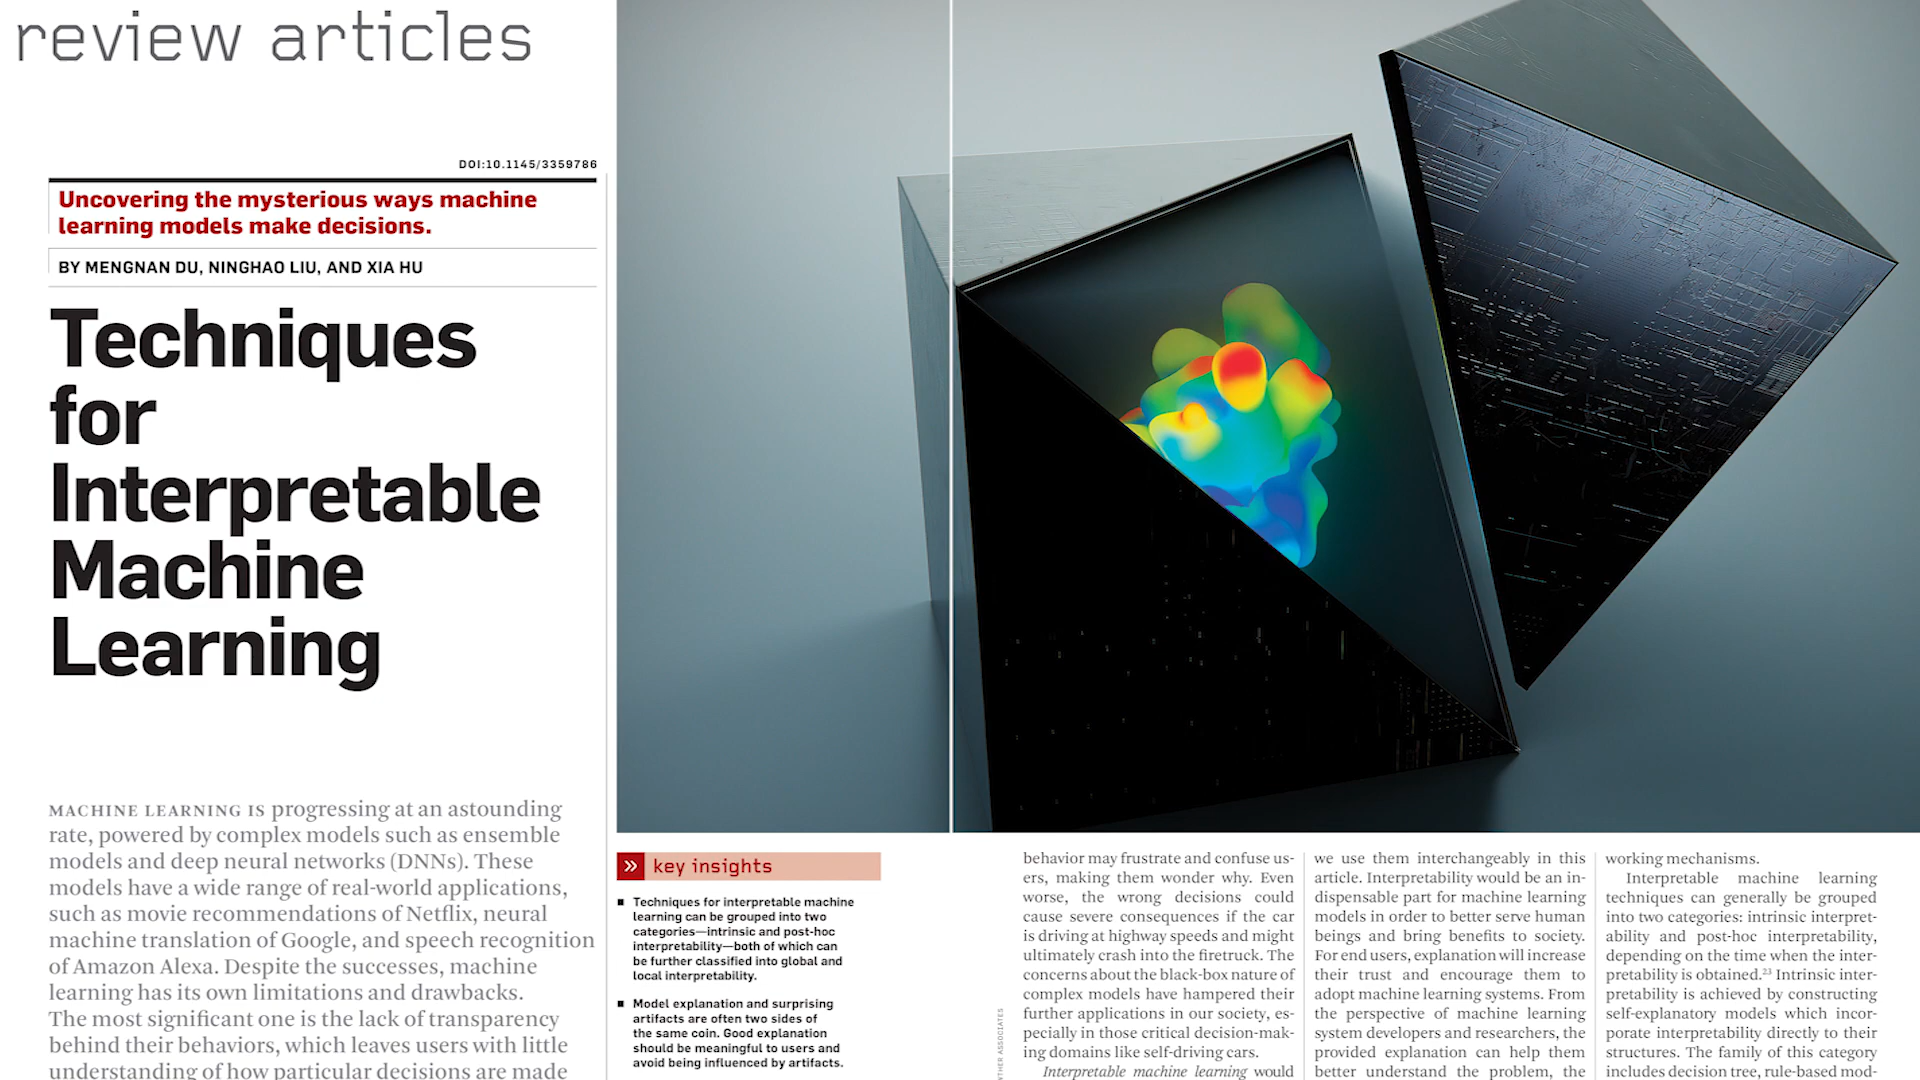 review articles
DOI:10.1145/3359786
Uncovering the mysterious ways machine
learning models make decisions.
BY MENGNAN DU, NINGHAO LIU, AND XIA HU
Techniques
for
Interpretable
Machine
Learning
MACHINE LEARNING IS progressing at an astounding
rate, powered by complex models such as ensemble
models and deep neural networks (DNNs). These
models have a wide range of real-world applications,
such as movie recommendations of Netflix, neural
machine translation of Google, and speech recognition
of Amazon Alexa. Despite the successes, machine
learning has its own limitations and drawbacks.
The most significant one is the lack of transparency
behind their behaviors, which leaves users with little
understanding of how particular decisions are made
» key insights
■ Techniques for interpretable machine
learning can be grouped into two
categories—intrinsic and post-hoc
interpretability—both of which can
be further classified into global and
local interpretability.
■ Model explanation and surprising
artifacts are often two sides of
the same coin. Good explanation
should be meaningful to users and
avoid being influenced by artifacts.
ASSOCIATES
behavior may frustrate and confuse us-
ers, making them wonder why. Even
worse, the wrong decisions could
cause severe consequences if the car
is driving at highway speeds and might
ultimately crash into the firetruck. The
concerns about the black-box nature of
complex models have hampered their
further applications in our society, es-
pecially in those critical decision-mak-
ing domains like self-driving cars.
Interpretable machine learning would
we use them interchangeably in this
article. Interpretability would be an in-
dispensable part for machine learning
models in order to better serve human
beings and bring benefits to society.
For end users, explanation will increase
their trust and encourage them to
adopt machine learning systems. From
the perspective of machine learning
system developers and researchers, the
provided explanation can help them
better understand the problem, the
working mechanisms.
Interpretable machine learning
techniques can generally be grouped
into two categories: intrinsic interpret-
ability and post-hoc interpretability,
depending on the time when the inter-
pretability is obtained.23 Intrinsic inter-
pretability is achieved by constructing
self-explanatory models which incor-
porate interpretability directly to their
structures. The family of this category
includes decision tree, rule-based mod-